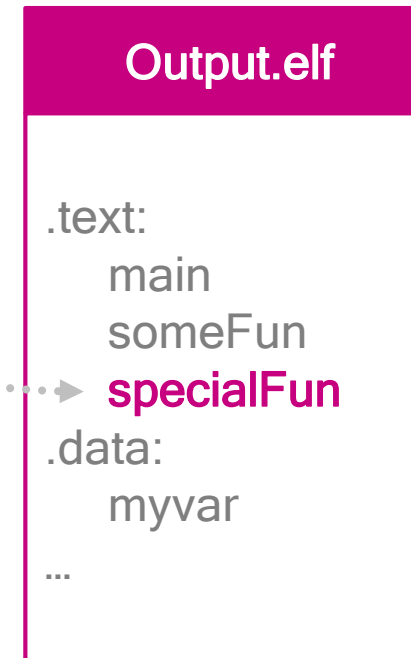 Output.elf
.text:
main
someFun
specialFun
.data:
myvar
...